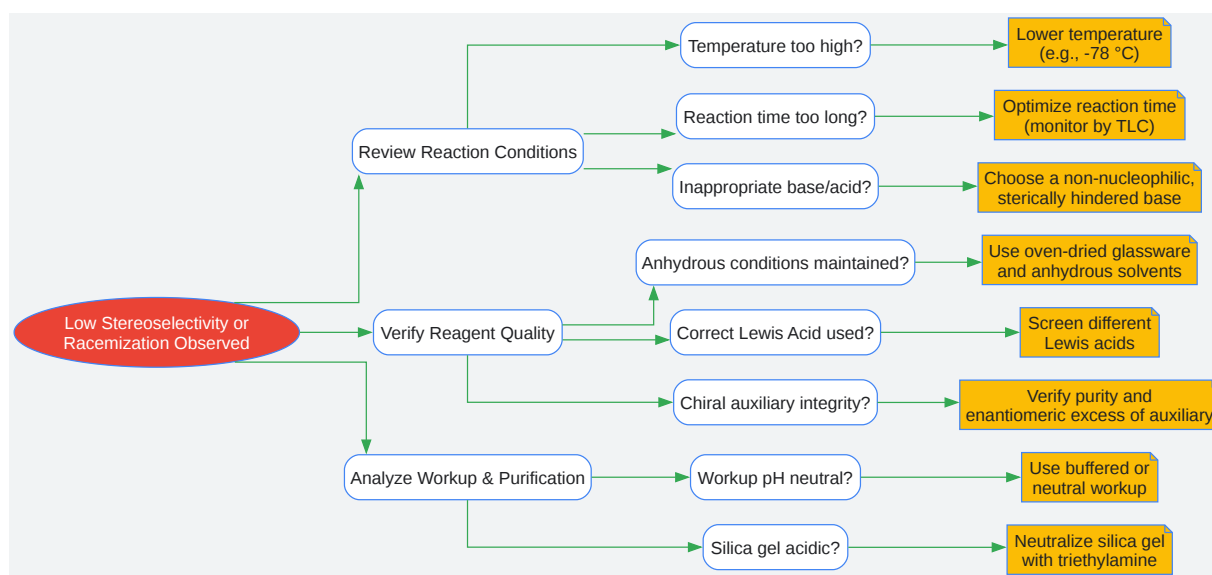 Temperature too high?
Lower temperature
(e.g., -78 °C)
Reaction time too long?
Optimize reaction time
(monitor by TLC)
Review Reaction Conditions
Inappropriate base/acid?
Choose a non-nucleophilic,
sterically hindered base
Anhydrous conditions maintained?
Use oven-dried glassware
and anhydrous solvents
Low Stereoselectivity or
Racemization Observed
Verify Reagent Quality
Correct Lewis Acid used?
Screen different
Lewis acids
Chiral auxiliary integrity?
Verify purity and
enantiomeric excess of auxiliary
Analyze Workup & Purification
Workup pH neutral?
Use buffered or
neutral workup
Silica gel acidic?
Neutralize silica gel
with triethylamine